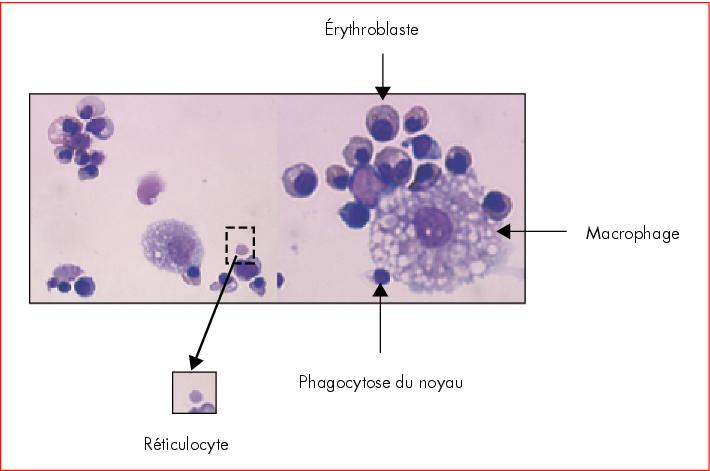 Érythroblaste
Macrophage
Phagocytose du noyau
Réticulocyte